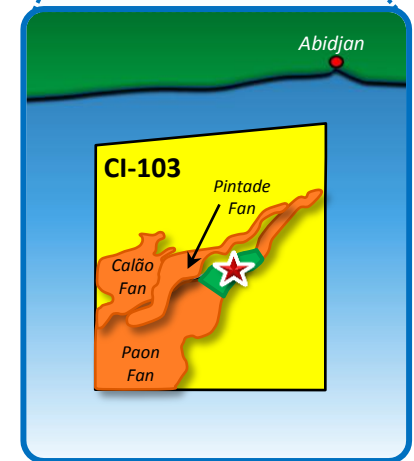 Abidjan
CI-103
Pintade
Fan
Calão
Fan
Paon
Fan